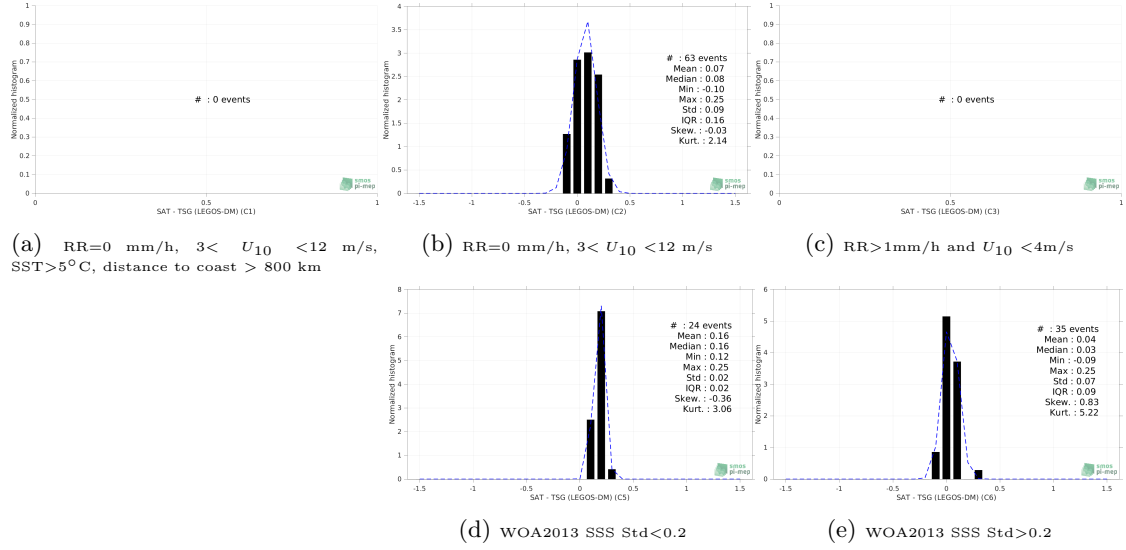 1
0.9
0.8
0.7
0.6
0.5
0.4
0.3
0.2
0.1
0
Normalized histogram
# : 0 events
smos
pi-mep
0 0.5 1
SAT - TSG (LEGOS-DM) (C1)
(a) RR=0 mm/h, 3< U10 <12 m/s,
SST>5°C, distance to coast > 800 km
4
3.5
3
2.5
2
1.5
1
0.5
0
Normalized histogram
# : 63 events
Mean : 0.07
Median : 0.08
Min : -0.10
Max : 0.25
Std : 0.09
IQR : 0.16
Skew. : -0.03
Kurt. : 2.14
smos
pi-mep
-1.5 -1 -0.5 0 0.5 1 1.5
SAT - TSG (LEGOS-DM) (C2)
(b) RR=0 mm/h, 3< U10 <12 m/s
1
0.9
0.8
0.7
0.6
0.5
0.4
0.3
0.2
0.1
0
Normalized histogram
# : 0 events
smos
pi-mep
0 0.5 1
SAT - TSG (LEGOS-DM) (C3)
(c) RR>1mm/h and U10 <4m/s
8
7
6
5
4
3
2
1
0
Normalized histogram
# : 24 events
Mean : 0.16
Median : 0.16
Min : 0.12
Max : 0.25
Std : 0.02
IQR : 0.02
Skew. : -0.36
Kurt. : 3.06
smos
pi-mep
-1.5 -1 -0.5 0 0.5 1 1.5
SAT - TSG (LEGOS-DM) (C5)
(d) WOA2013 SSS Std<0.2
6
5
4
3
2
1
0
Normalized histogram
# : 35 events
Mean : 0.04
Median : 0.03
Min : -0.09
Max : 0.25
Std : 0.07
IQR : 0.09
Skew. : 0.83
Kurt. : 5.22
smos
pi-mep
-1.5 -1 -0.5 0 0.5 1 1.5
SAT - TSG (LEGOS-DM) (C6)
(e) WOA2013 SSS Std>0.2